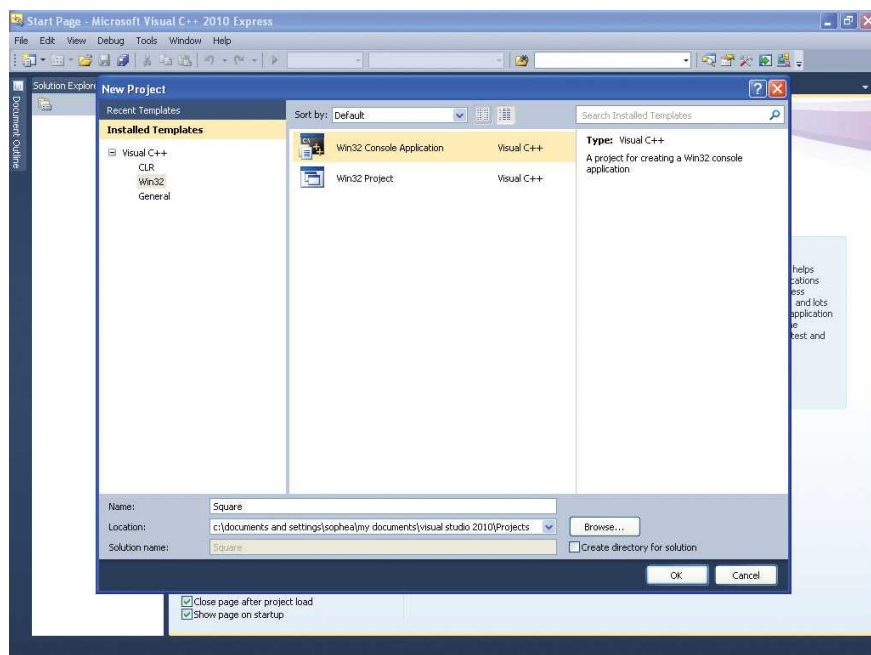 Start Page - Microsoft Visual C++ 2010 Express
File Edit View Debug Tools Window Help
Solution Explore
Document Outline
New Project
Recent Templates
Installed Templates
Visual C++
CLR
Win32
General
Sort by: Default
Search Installed Templates
Win32 Console Application Visual C++
Win32 Project Visual C++
Type: Visual C++
A project for creating a Win32 console
application
helps
cations
ess
and lots
application
e
test and
Name: Square
Location: c:\documents and settings\sophea\my documents\visual studio 2010\Projects
Browse...
Solution name: Square
Create directory for solution
OK Cancel
Close page after project load
Show page on startup